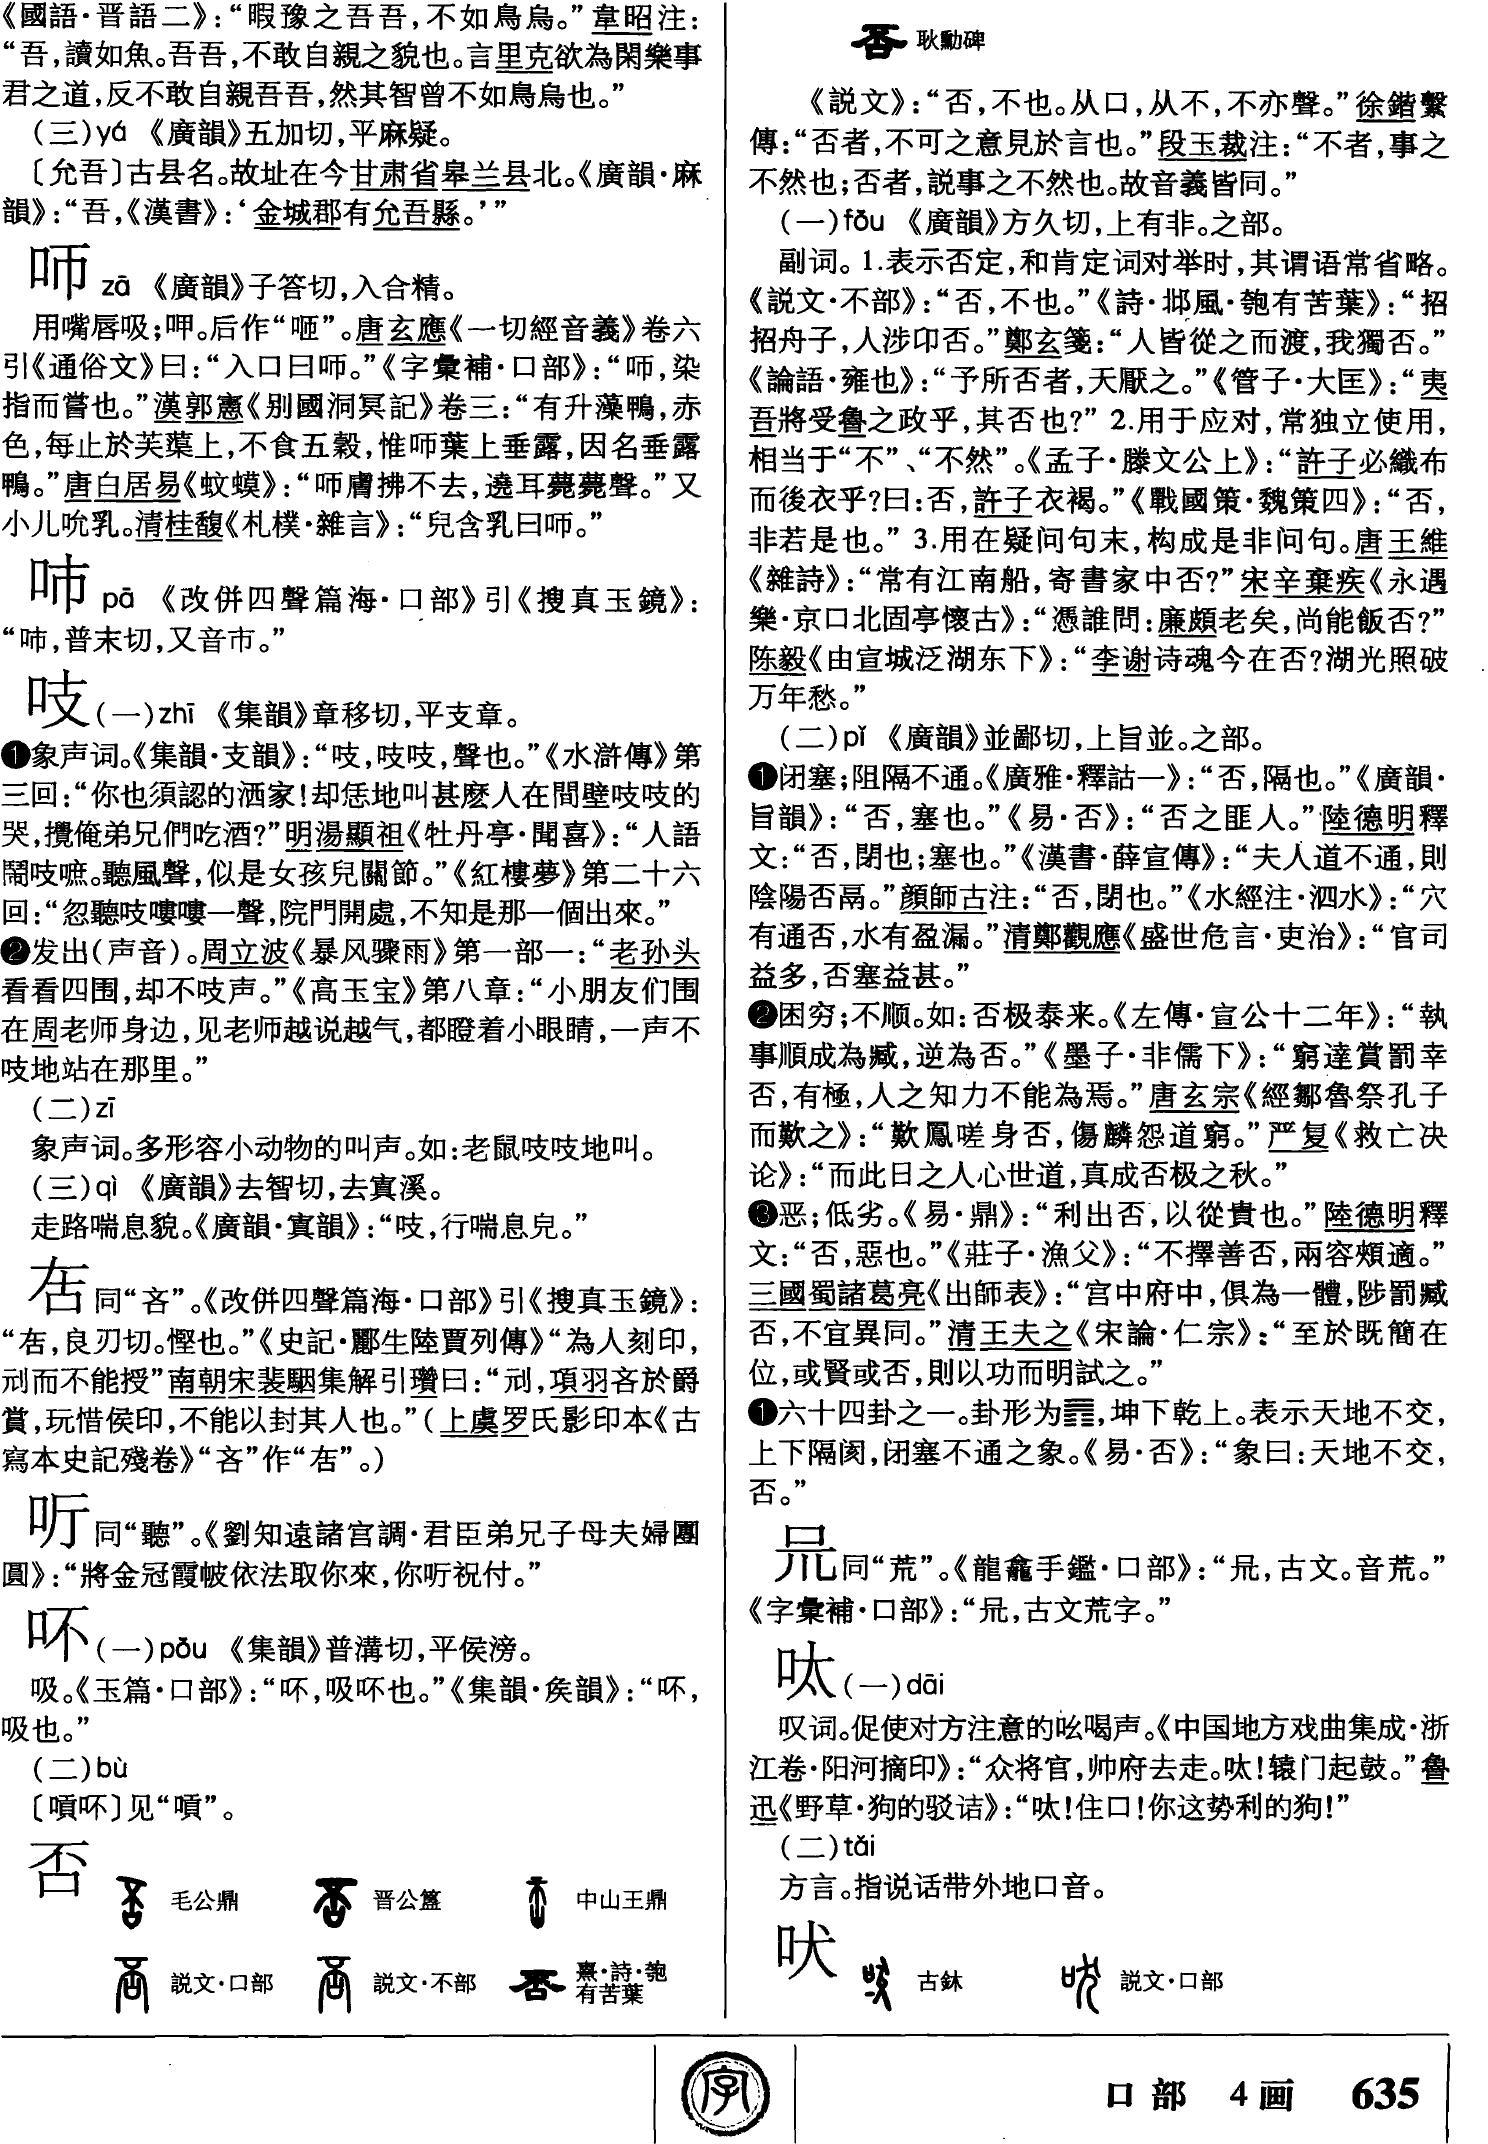 《國語·晋語二》：“暇豫之吾吾，不如鳥烏。”韋昭注：
“吾，讀如魚。吾吾，不敢自親之貌也。言里克欲為閑樂事
君之道，反不敢自親吾吾，然其智曾不如鳥烏也。”
（三）yá 《廣韻》五加切，平麻疑。
〔允吾〕古县名。故址在今甘肃省皋兰县北。《廣韻·麻
韻》：“吾，《漢書》：‘金城郡有允吾縣。’”
咂 zā 《廣韻》子答切，入合精。
用嘴唇吸；呷。后作“咂”。唐玄應《一切經音義》卷六
引《通俗文》曰：“入口曰㕸。”《字彙補·口部》：“㕸，染
指而嘗也。”漢郭憲《别國洞冥記》卷三：“有升藻鴨，赤
色，每止於芙蕖上，不食五穀，惟㕸葉上垂露，因名垂露
鴨。”唐白居易《蚊蟆》：“㕸膚拂不去，遶耳薨薨聲。”又
小儿吮乳。清桂馥《札樸·雜言》：“兒含乳曰㕸。”
㕷 pā 《改併四聲篇海·口部》引《搜真玉鏡》：
“㕷，普末切，又音市。”
吱（一）zhī 《集韻》章移切，平支章。
❶象声词。《集韻·支韻》：“吱，吱吱，聲也。”《水滸傳》第
三回：“你也須認的洒家！却恁地叫甚麽人在間壁吱吱的
哭，攪俺弟兄們吃酒？”明湯顯祖《牡丹亭·聞喜》：“人語
鬧吱嗻。聽風聲，似是女孩兒關節。”《紅樓夢》第二十六
回：“忽聽吱嘍嘍一聲，院門開處，不知是那一個出來。”
❷发出（声音）。周立波《暴风骤雨》第一部一：“老孙头
看看四围，却不吱声。”《高玉宝》第八章：“小朋友们围
在周老师身边，见老师越说越气，都瞪着小眼睛，一声不
吱地站在那里。”
（二）zī
象声词。多形容小动物的叫声。如：老鼠吱吱地叫。
（三）qì 《廣韻》去智切，去寘溪。
走路喘息貌。《廣韻·寘韻》：“吱，行喘息皃。”
同“吝”。《改併四聲篇海·口部》引《搜真玉鏡》：
“，良刃切。慳也。”《史記·酈生陸賈列傳》“為人刻印，
刓而不能授”南朝宋裴駰集解引瓚曰：“刓，項羽吝於爵
賞，玩惜侯印，不能以封其人也。”（上虞罗氏影印本《古
寫本史記殘卷》“吝”作“”。）
听 同“聽”。《劉知遠諸宫調·君臣弟兄子母夫婦團
圓》：“將金冠霞帔依法取你來，你听祝付。”
吥（一）pǒu 《集韻》普溝切，平侯滂。
吸。《玉篇·口部》：“吥，吸吥也。”《集韻·矦韻》：“吥，
吸也。”
（二）bù
〔嗊吥〕见“嗊”。
否
毛公鼎 晋公簋 中山王鼎
説文·口部 説文·不部 熹·詩·匏有苦葉
耿勳碑
《説文》：“否，不也。从口，从不，不亦聲。”徐鍇繫
傳：“否者，不可之意見於言也。”段玉裁注：“不者，事之
不然也；否者，説事之不然也。故音義皆同。”
（一）fǒu 《廣韻》方久切，上有非。之部。
副词。1.表示否定，和肯定词对举时，其谓语常省略。
《説文·不部》：“否，不也。”《詩·邶風·匏有苦葉》：“招
招舟子，人涉卬否。”鄭玄箋：“人皆從之而渡，我獨否。”
《論語·雍也》：“予所否者，天厭之。”《管子·大匡》：“夷
吾將受魯之政乎，其否也？” 2.用于应对，常独立使用，
相当于“不”、“不然”。《孟子·滕文公上》：“許子必織布
而後衣乎？曰：否，許子衣褐。”《戰國策·魏策四》：“否，
非若是也。” 3.用在疑问句末，构成是非问句。唐王維
《雜詩》：“常有江南船，寄書家中否？”宋辛棄疾《永遇
樂·京口北固亭懷古》：“憑誰問：廉頗老矣，尚能飯否？”
陈毅《由宣城泛湖东下》：“李谢诗魂今在否？湖光照破
万年愁。”
（二）pǐ 《廣韻》並鄙切，上旨並。之部。
❶闭塞；阻隔不通。《廣雅·釋詁一》：“否，隔也。”《廣韻·
旨韻》：“否，塞也。”《易·否》：“否之匪人。”陸德明釋
文：“否，閉也；塞也。”《漢書·薛宣傳》：“夫人道不通，則
陰陽否鬲。”顔師古注：“否，閉也。”《水經注·泗水》：“穴
有通否，水有盈漏。”清鄭觀應《盛世危言·吏治》：“官司
益多，否塞益甚。”
❷困穷；不顺。如：否极泰来。《左傳·宣公十二年》：“執
事順成為臧，逆為否。”《墨子·非儒下》：“窮達賞罰幸
否，有極，人之知力不能為焉。”唐玄宗《經鄒魯祭孔子
而歎之》：“歎鳳嗟身否，傷麟怨道窮。”严复《救亡决
论》：“而此日之人心世道，真成否极之秋。”
❸恶；低劣。《易·鼎》：“利出否，以從貴也。”陸德明釋
文：“否，惡也。”《莊子·漁父》：“不擇善否，兩容頰適。”
三國蜀諸葛亮《出師表》：“宫中府中，俱為一體，陟罰臧
否，不宜異同。”清王夫之《宋論·仁宗》：“至於既簡在
位，或賢或否，則以功而明試之。”
❶六十四卦之一。卦形为䷋，坤下乾上。表示天地不交，
上下隔阂，闭塞不通之象。《易·否》：“象曰：天地不交，
否。”
同“荒”。《龍龕手鑑·口部》：“，古文。音荒。”
《字彙補·口部》：“，古文荒字。”
呔（一）dāi
叹词。促使对方注意的吆喝声。《中国地方戏曲集成·浙
江卷·阳河摘印》：“众将官，帅府去走。呔！辕门起鼓。”鲁
迅《野草·狗的驳诘》：“呔！住口！你这势利的狗！”
（二）tǎi
方言。指说话带外地口音。
吠
古鉥 説文·口部
字
口部 4画 635